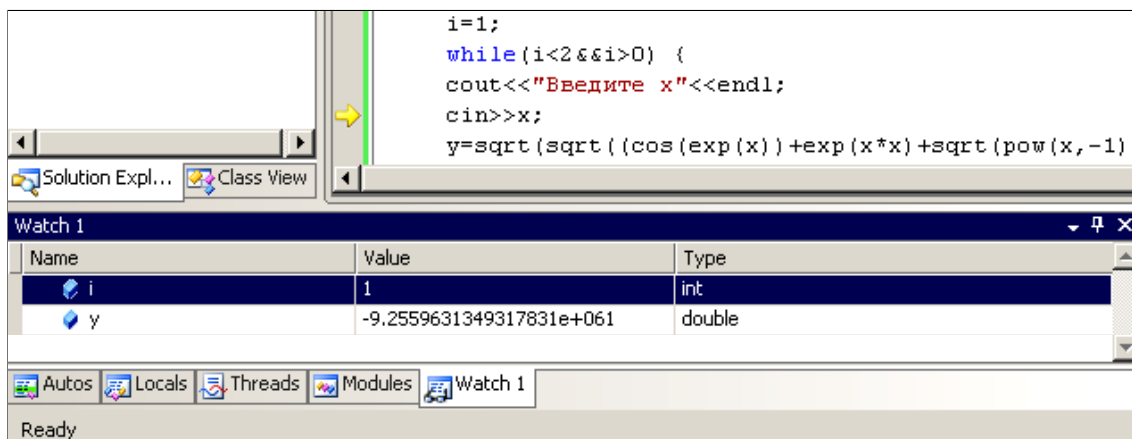 i=1;
while(i<2&&i>0) {
cout<<"Введите x"<<endl;
cin>>x;
y=sqrt(sqrt((cos(exp(x))+exp(x*x)+sqrt(pow(x,-1)
Solution Expl... Class View
Watch 1
Name Value Type
i 1 int
y -9.2559631349317831e+061 double
Autos Locals Threads Modules Watch 1
Ready